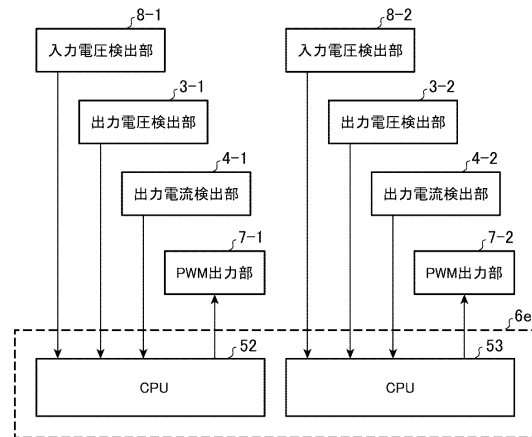 8-1
入力電圧検出部
3-1
出力電圧検出部
4-1
出力電流検出部
7-1
PWM出力部
8-2
入力電圧検出部
3-2
出力電圧検出部
4-2
出力電流検出部
7-2
PWM出力部
6e
52
CPU
53
CPU